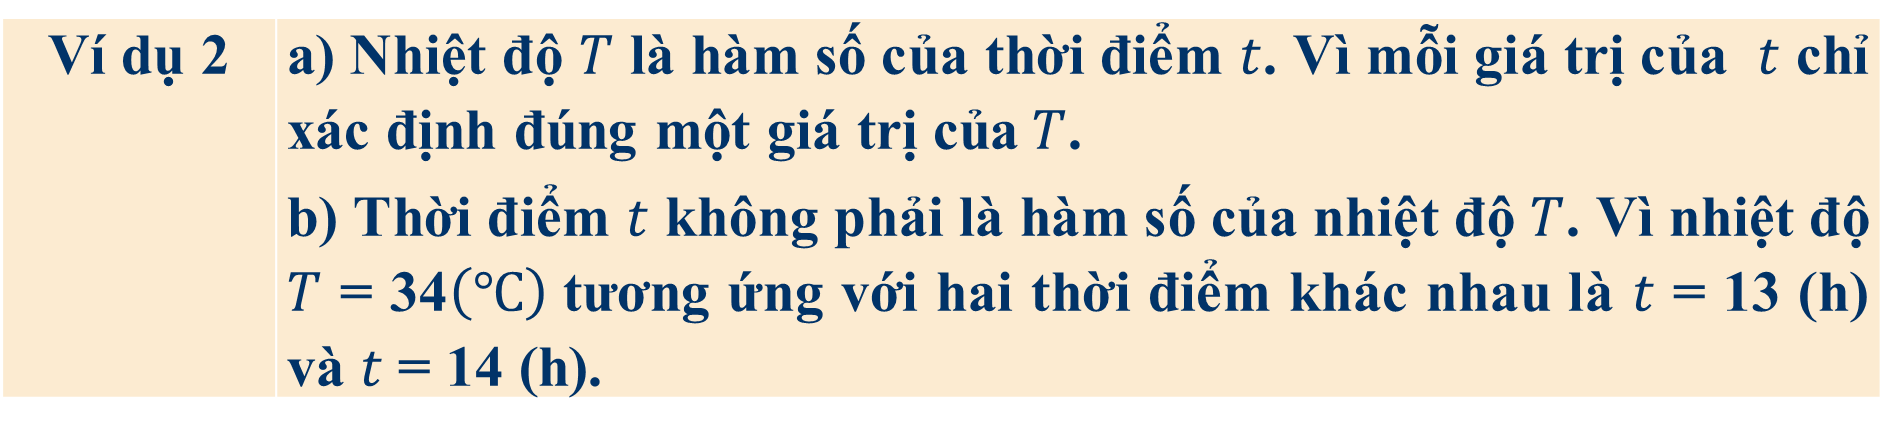 Ví dụ 2
a) Nhiệt độ T là hàm số của thời điểm t. Vì mỗi giá trị của t chỉ
xác định đúng một giá trị của T.
b) Thời điểm t không phải là hàm số của nhiệt độ T. Vì nhiệt độ
T = 34(°C) tương ứng với hai thời điểm khác nhau là t = 13 (h)
và t = 14 (h).